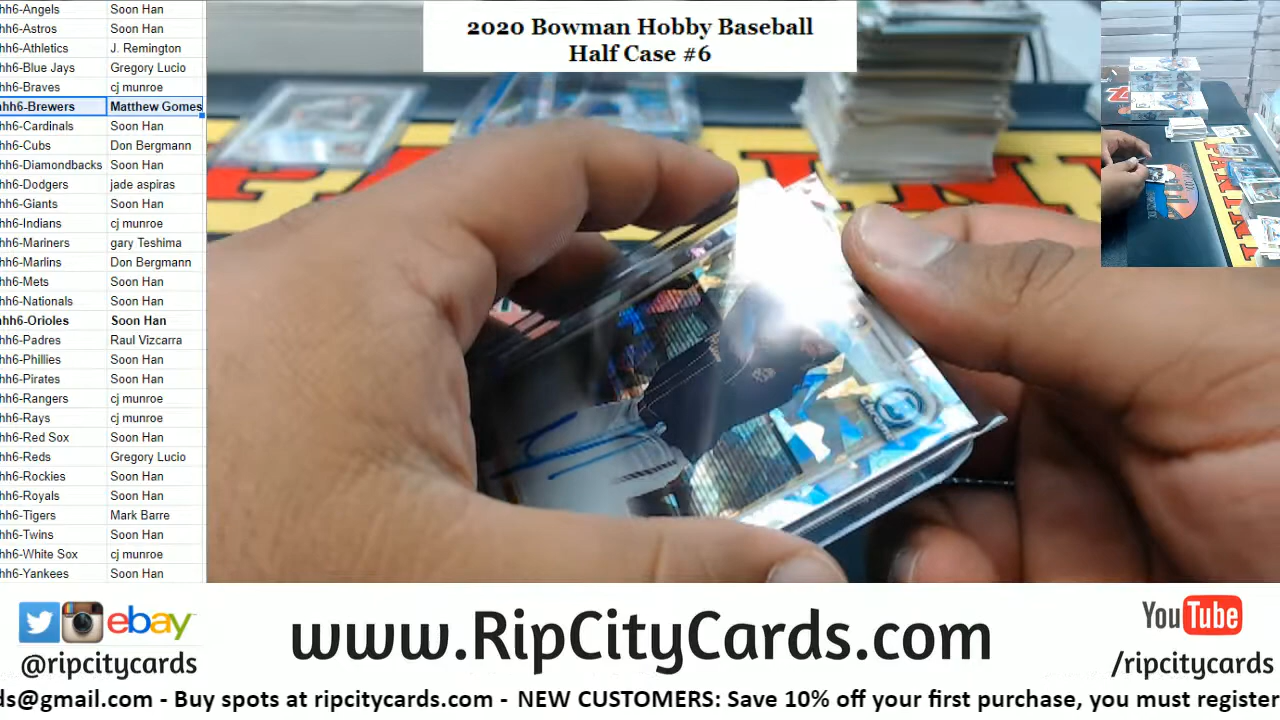 2020 Bowman Hobby Baseball
Half Case #6
hh6-Angels Soon Han
hh6-Astros Soon Han
hh6-Athletics J. Remington
hh6-Blue Jays Gregory Lucio
hh6-Braves cj munroe
hh6-Brewers Matthew Gomes
hh6-Cardinals Soon Han
hh6-Cubs Don Bergmann
hh6-Diamondbacks Soon Han
hh6-Dodgers jade aspiras
hh6-Giants Soon Han
hh6-Indians cj munroe
hh6-Mariners gary Teshima
hh6-Marlins Don Bergmann
hh6-Mets Soon Han
hh6-Nationals Soon Han
hh6-Orioles Soon Han
hh6-Padres Raul Vizcarra
hh6-Phillies Soon Han
hh6-Pirates Soon Han
hh6-Rangers cj munroe
hh6-Rays cj munroe
hh6-Red Sox Soon Han
hh6-Reds Gregory Lucio
hh6-Rockies Soon Han
hh6-Royals Soon Han
hh6-Tigers Mark Barre
hh6-Twins Soon Han
hh6-White Sox cj munroe
hh6-Yankees Soon Han
ebay
@ripcitycards
www.RipCityCards.com
YouTube
/ripcitycards
ds@gmail.com - Buy spots at ripcitycards.com - NEW CUSTOMERS: Save 10% off your first purchase, you must register